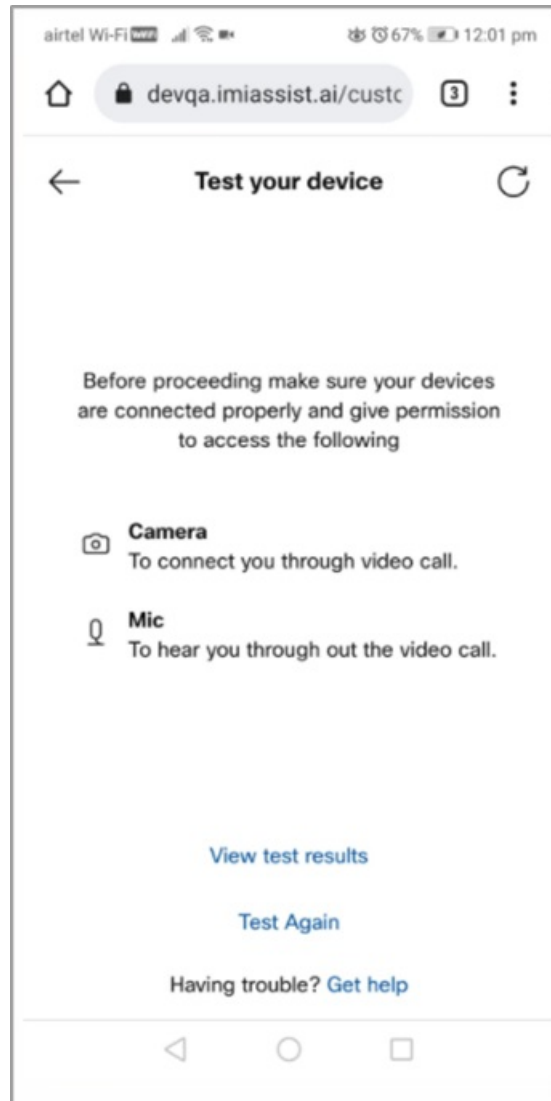 airtel Wi-Fi 67% 12:01 pm
devqa.imiassist.ai/custc 3
Test your device
Before proceeding make sure your devices
are connected properly and give permission
to access the following
Camera
To connect you through video call.
Mic
To hear you through out the video call.
View test results
Test Again
Having trouble? Get help